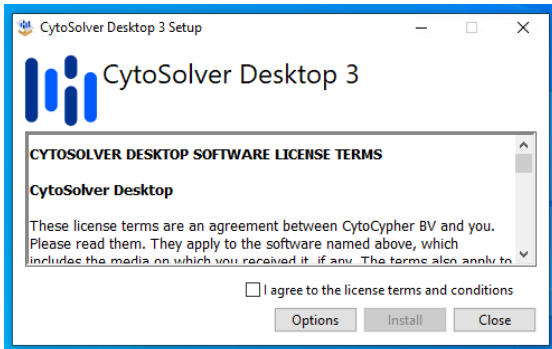 CytoSolver Desktop 3 Setup
CytoSolver Desktop 3
CYTOSOLVER DESKTOP SOFTWARE LICENSE TERMS
CytoSolver Desktop
These license terms are an agreement between CytoCypher BV and you.
Please read them. They apply to the software named above, which
includes the media on which you received it, if any. The terms also apply to
I agree to the license terms and conditions
Options Install Close